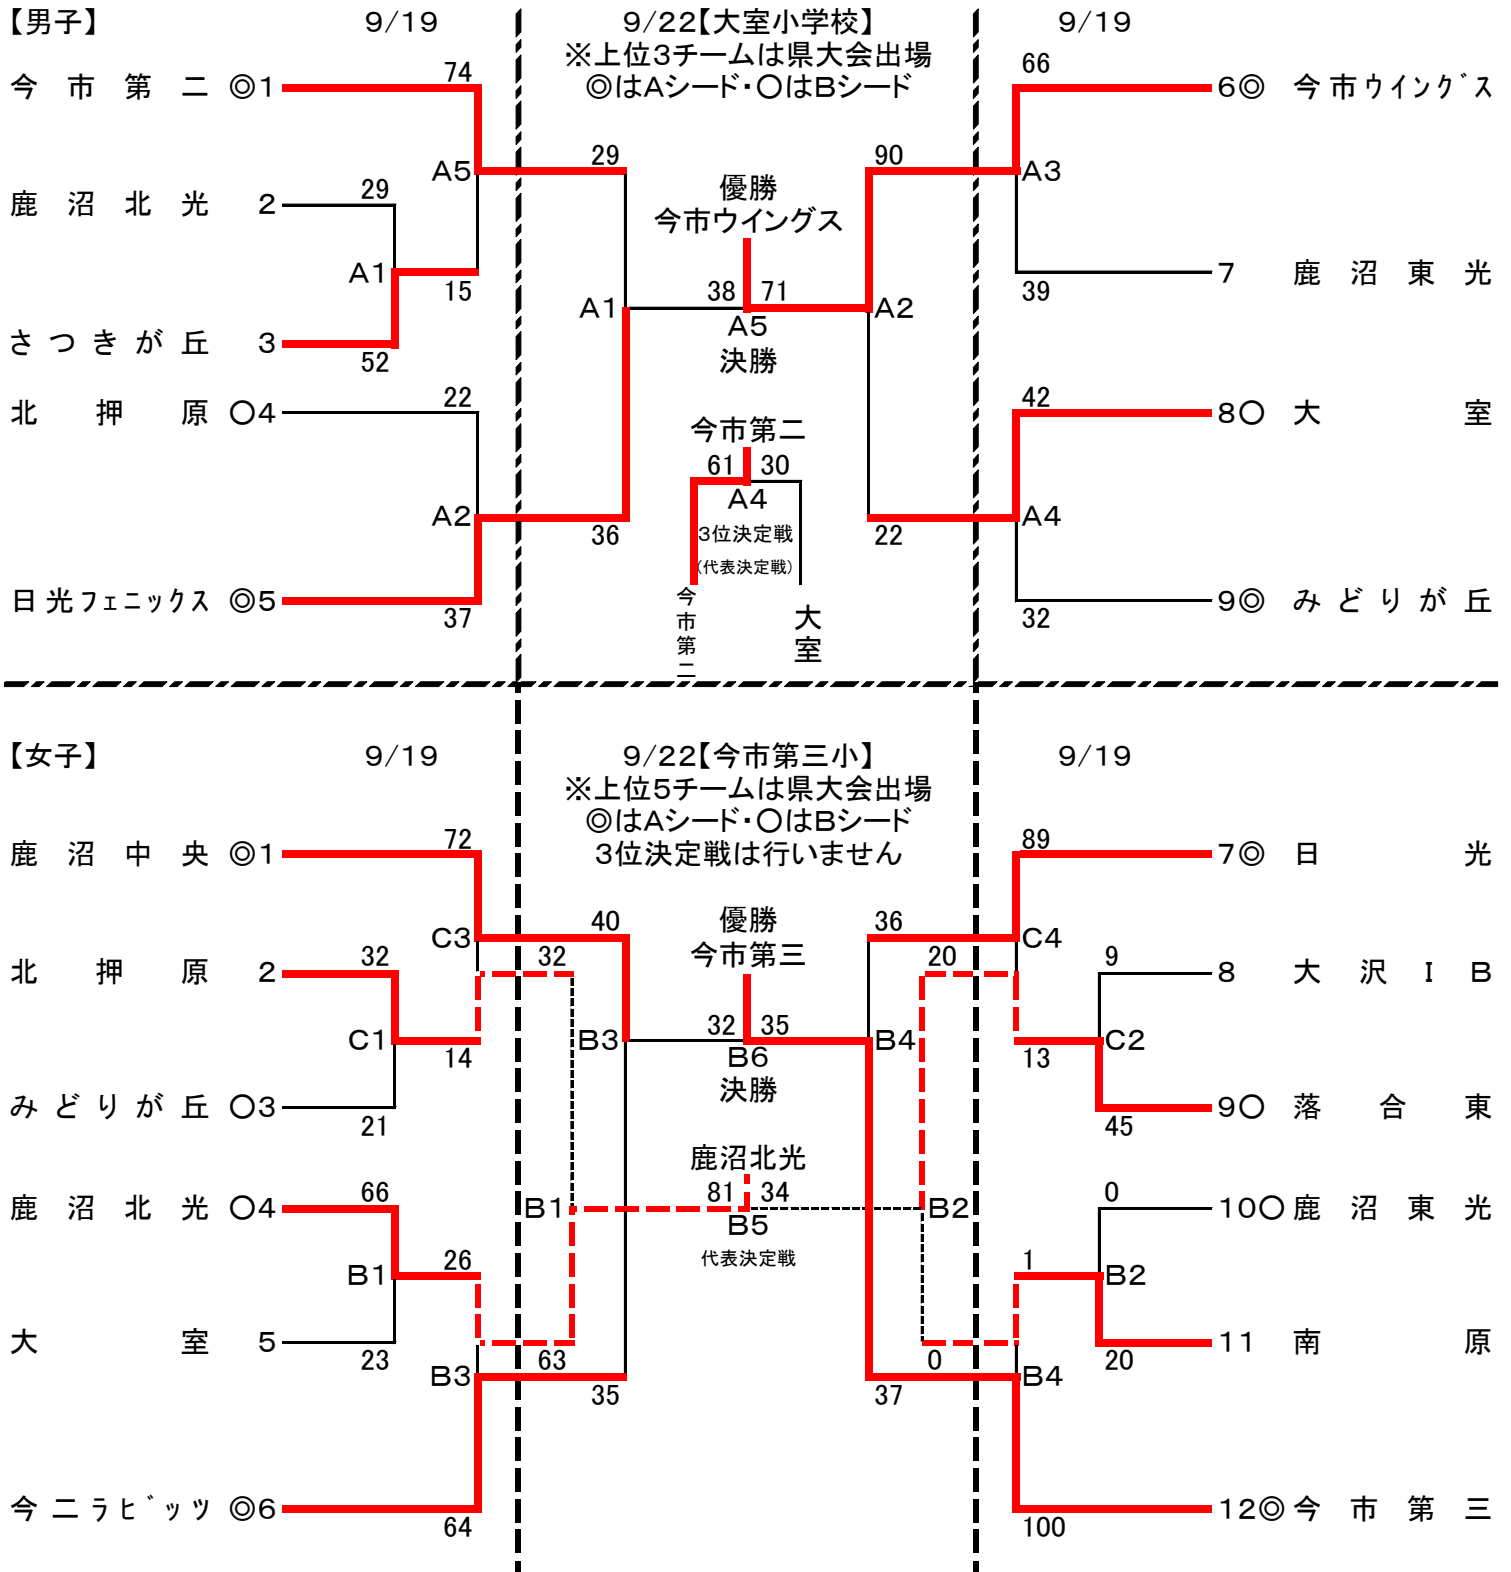 【男子】 9/19 9/22【大室小学校】 9/19
※上位3チームは県大会出場
◎はAシード・○はBシード
今市第二 ◎1 74 66 6◎ 今市ウイングス
A5 29 90 A3
鹿沼北光 2 29 優勝
今市ウイングス
A1 15 38 71 39 7 鹿沼東光
A1 A5 A2
さつきが丘 3 52 決勝
北押原 ○4 22 42 8○ 大室
今市第二
61 30
A4
A2 36 3位決定戦 22 A4
(代表決定戦)
日光フェニックス ◎5 37 32 9◎ みどりが丘
今市第二 大室
【女子】 9/19 9/22【今市第三小】 9/19
※上位5チームは県大会出場
◎はAシード・○はBシード
3位決定戦は行いません
鹿沼中央 ◎1 72 89 7◎ 日光
C3 40 優勝 36 C4
北押原 2 32 32 今市第三 20 9 8 大沢IB
C1 14 B3 32 35 B4 13 C2
B6
決勝
みどりが丘 ○3 21 45 9○ 落合東
鹿沼北光
鹿沼北光 ○4 66 B1 81 34 B2 0 10○ 鹿沼東光
B5
代表決定戦
B1 26 1 B2
大室 5 23 63 0 20 11 南原
B3 35 37 B4
今二ラビッツ ◎6 64 100 12◎ 今市第三